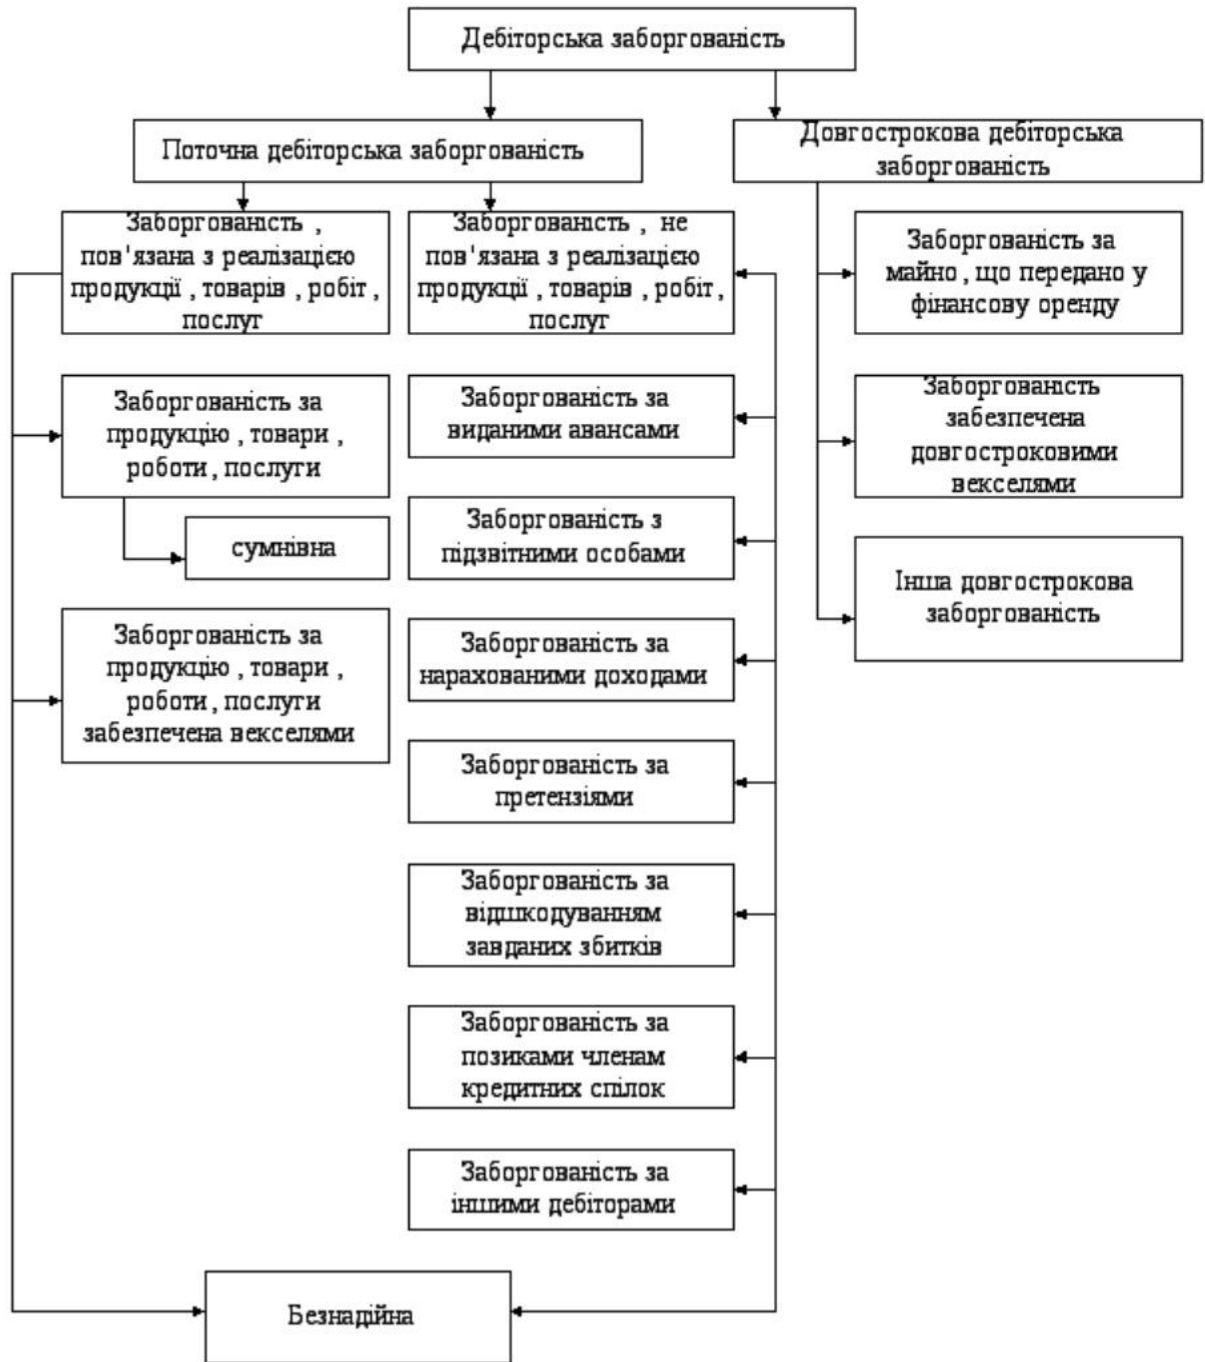 Дебіторська заборгованість
Поточна дебіторська заборгованість
Довгострокова дебіторська
заборгованість
Заборгованість ,
пов'язана з реалізацією
продукції , товарів , робіт ,
послуг
Заборгованість , не
пов'язана з реалізацією
продукції , товарів , робіт ,
послуг
Заборгованість за
майно , що передано у
фінансову оренду
Заборгованість за
продукцію , товари ,
роботи , послуги
Заборгованість за
виданими авансами
Заборгованість
забезпечена
довгостроковими
векселями
сумнівна
Заборгованість з
підзвітними особами
Інша довгострокова
заборгованість
Заборгованість за
продукцію , товари ,
роботи , послуги
забезпечена векселями
Заборгованість за
нарахованими доходами
Заборгованість за
претензіями
Заборгованість за
відшкодуванням
завданих збитків
Заборгованість за
позиками членам
кредитних спілок
Заборгованість за
іншими дебіторами
Безнадійна